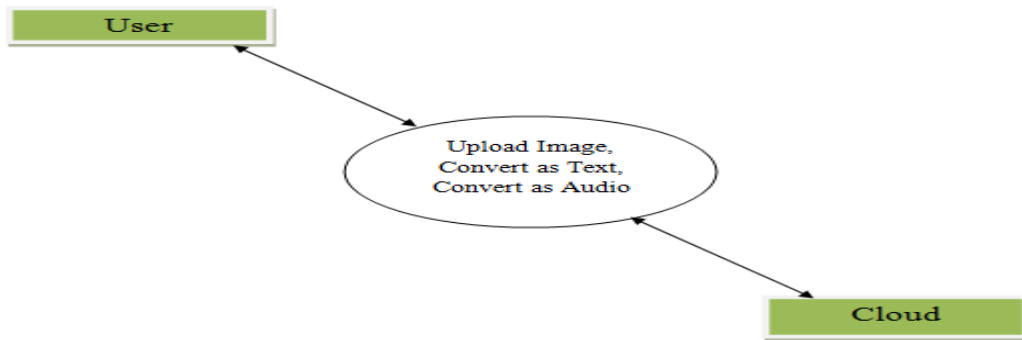 User
Upload Image,
Convert as Text,
Convert as Audio
Cloud